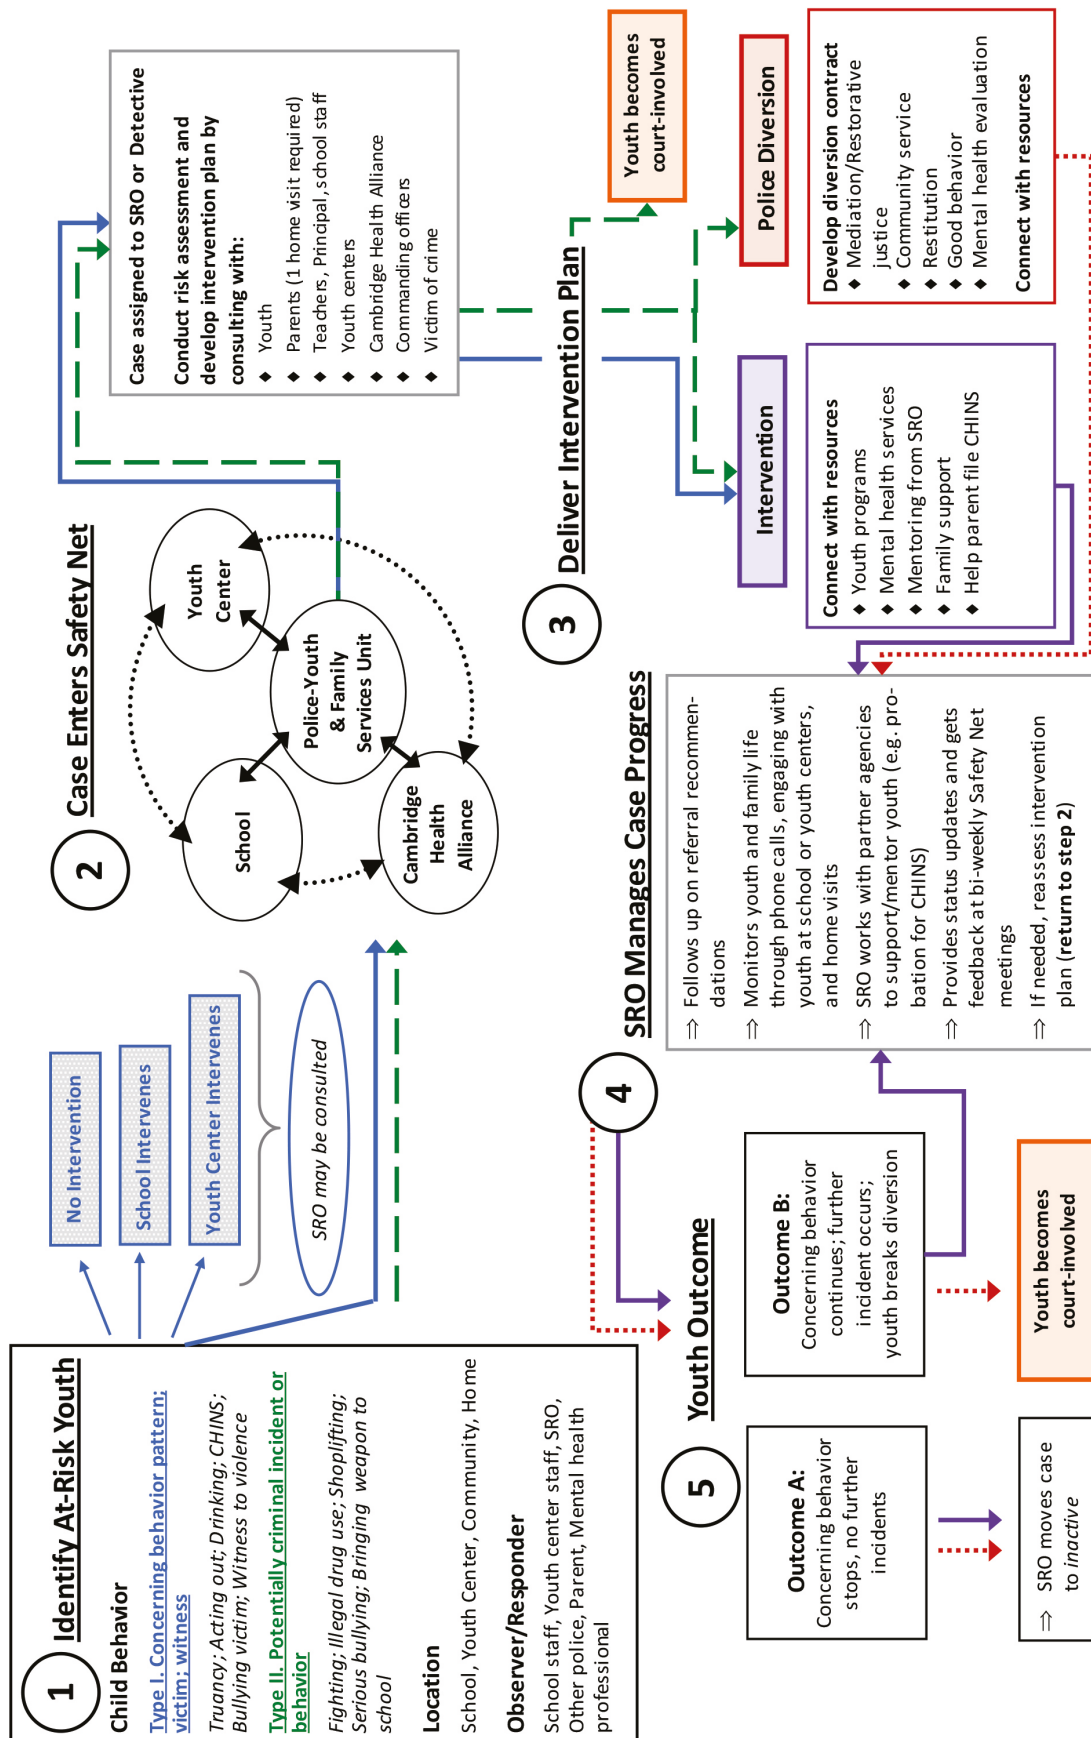 1
Identify At-Risk Youth
Child Behavior
Type I. Concerning behavior pattern;
victim; witness
Truancy; Acting out; Drinking; CHINS;
Bullying victim; Witness to violence
Type II. Potentially criminal incident or
behavior
Fighting; Illegal drug use; Shoplifting;
Serious bullying; Bringing weapon to
school
Location
School, Youth Center, Community, Home
Observer/Responder
School staff, Youth center staff, SRO,
Other police, Parent, Mental health
professional
No Intervention
School Intervenes
Youth Center Intervenes
SRO may be consulted
2
Case Enters Safety Net
School
Youth
Center
Police-Youth
& Family
Services Unit
Cambridge
Health
Alliance
Case assigned to SRO or Detective
Conduct risk assessment and
develop intervention plan by
consulting with:
♦ Youth
♦ Parents (1 home visit required)
♦ Teachers, Principal, school staff
♦ Youth centers
♦ Cambridge Health Alliance
♦ Commanding officers
♦ Victim of crime
3
Deliver Intervention Plan
Youth becomes
court-involved
Intervention
Police Diversion
Connect with resources
♦ Youth programs
♦ Mental health services
♦ Mentoring from SRO
♦ Family support
♦ Help parent file CHINS
Develop diversion contract
♦ Mediation/Restorative
justice
♦ Community service
♦ Restitution
♦ Good behavior
♦ Mental health evaluation
Connect with resources
4
SRO Manages Case Progress
⇒ Follows up on referral recommen-
dations
⇒ Monitors youth and family life
through phone calls, engaging with
youth at school or youth centers,
and home visits
⇒ SRO works with partner agencies
to support/mentor youth (e.g. pro-
bation for CHINS)
⇒ Provides status updates and gets
feedback at bi-weekly Safety Net
meetings
⇒ If needed, reassess intervention
plan (return to step 2)
5
Youth Outcome
Outcome A:
Concerning behavior
stops, no further
incidents
Outcome B:
Concerning behavior
continues; further
incident occurs;
youth breaks diversion
⇒ SRO moves case
to inactive
Youth becomes
court-involved